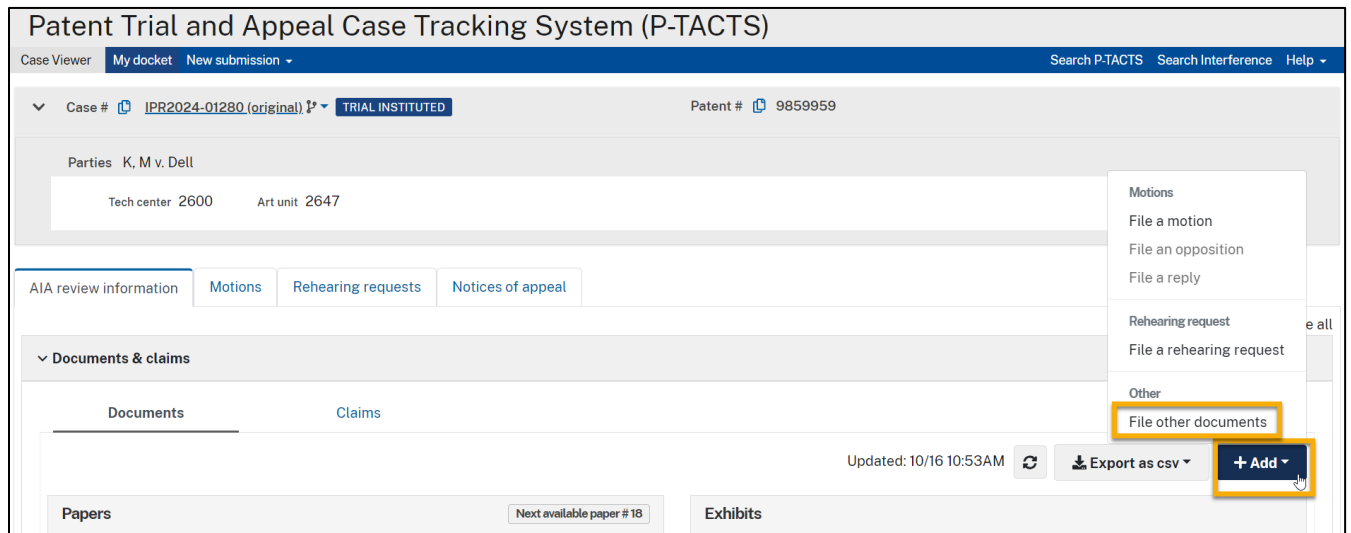 Patent Trial and Appeal Case Tracking System (P-TACTS)
Case Viewer My docket New submission Search P-TACTS Search Interference Help
Case # IPR2024-01280 (original) TRIAL INSTITUTED Patent # 9859959
Parties K, M v. Dell
Tech center 2600 Art unit 2647
Motions
File a motion
File an opposition
File a reply
Rehearing request
File a rehearing request
Other
File other documents
AIA review information Motions Rehearing requests Notices of appeal
e all
Documents & claims
Documents Claims
Updated: 10/16 10:53AM Export as csv + Add
Papers Next available paper # 18 Exhibits